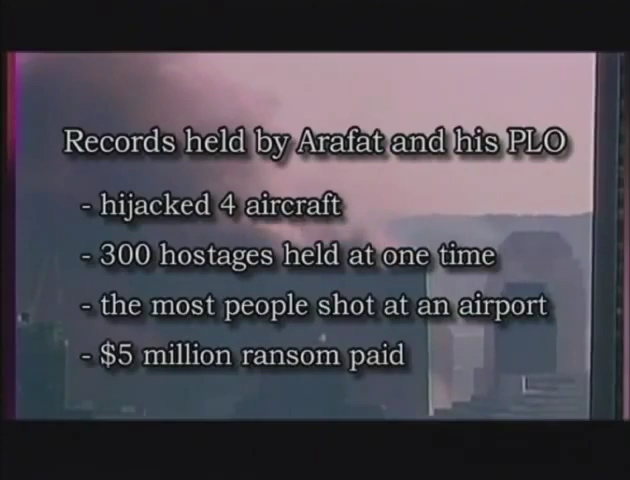 Records held by Arafat and his PLO
- hijacked 4 aircraft
- 300 hostages held at one time
- the most people shot at an airport
- $5 million ransom paid